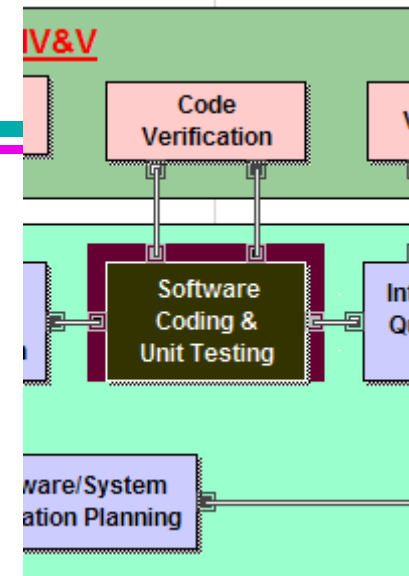 IV&V
Code
Verification
Software
Coding &
Unit Testing
ware/System
ation Planning